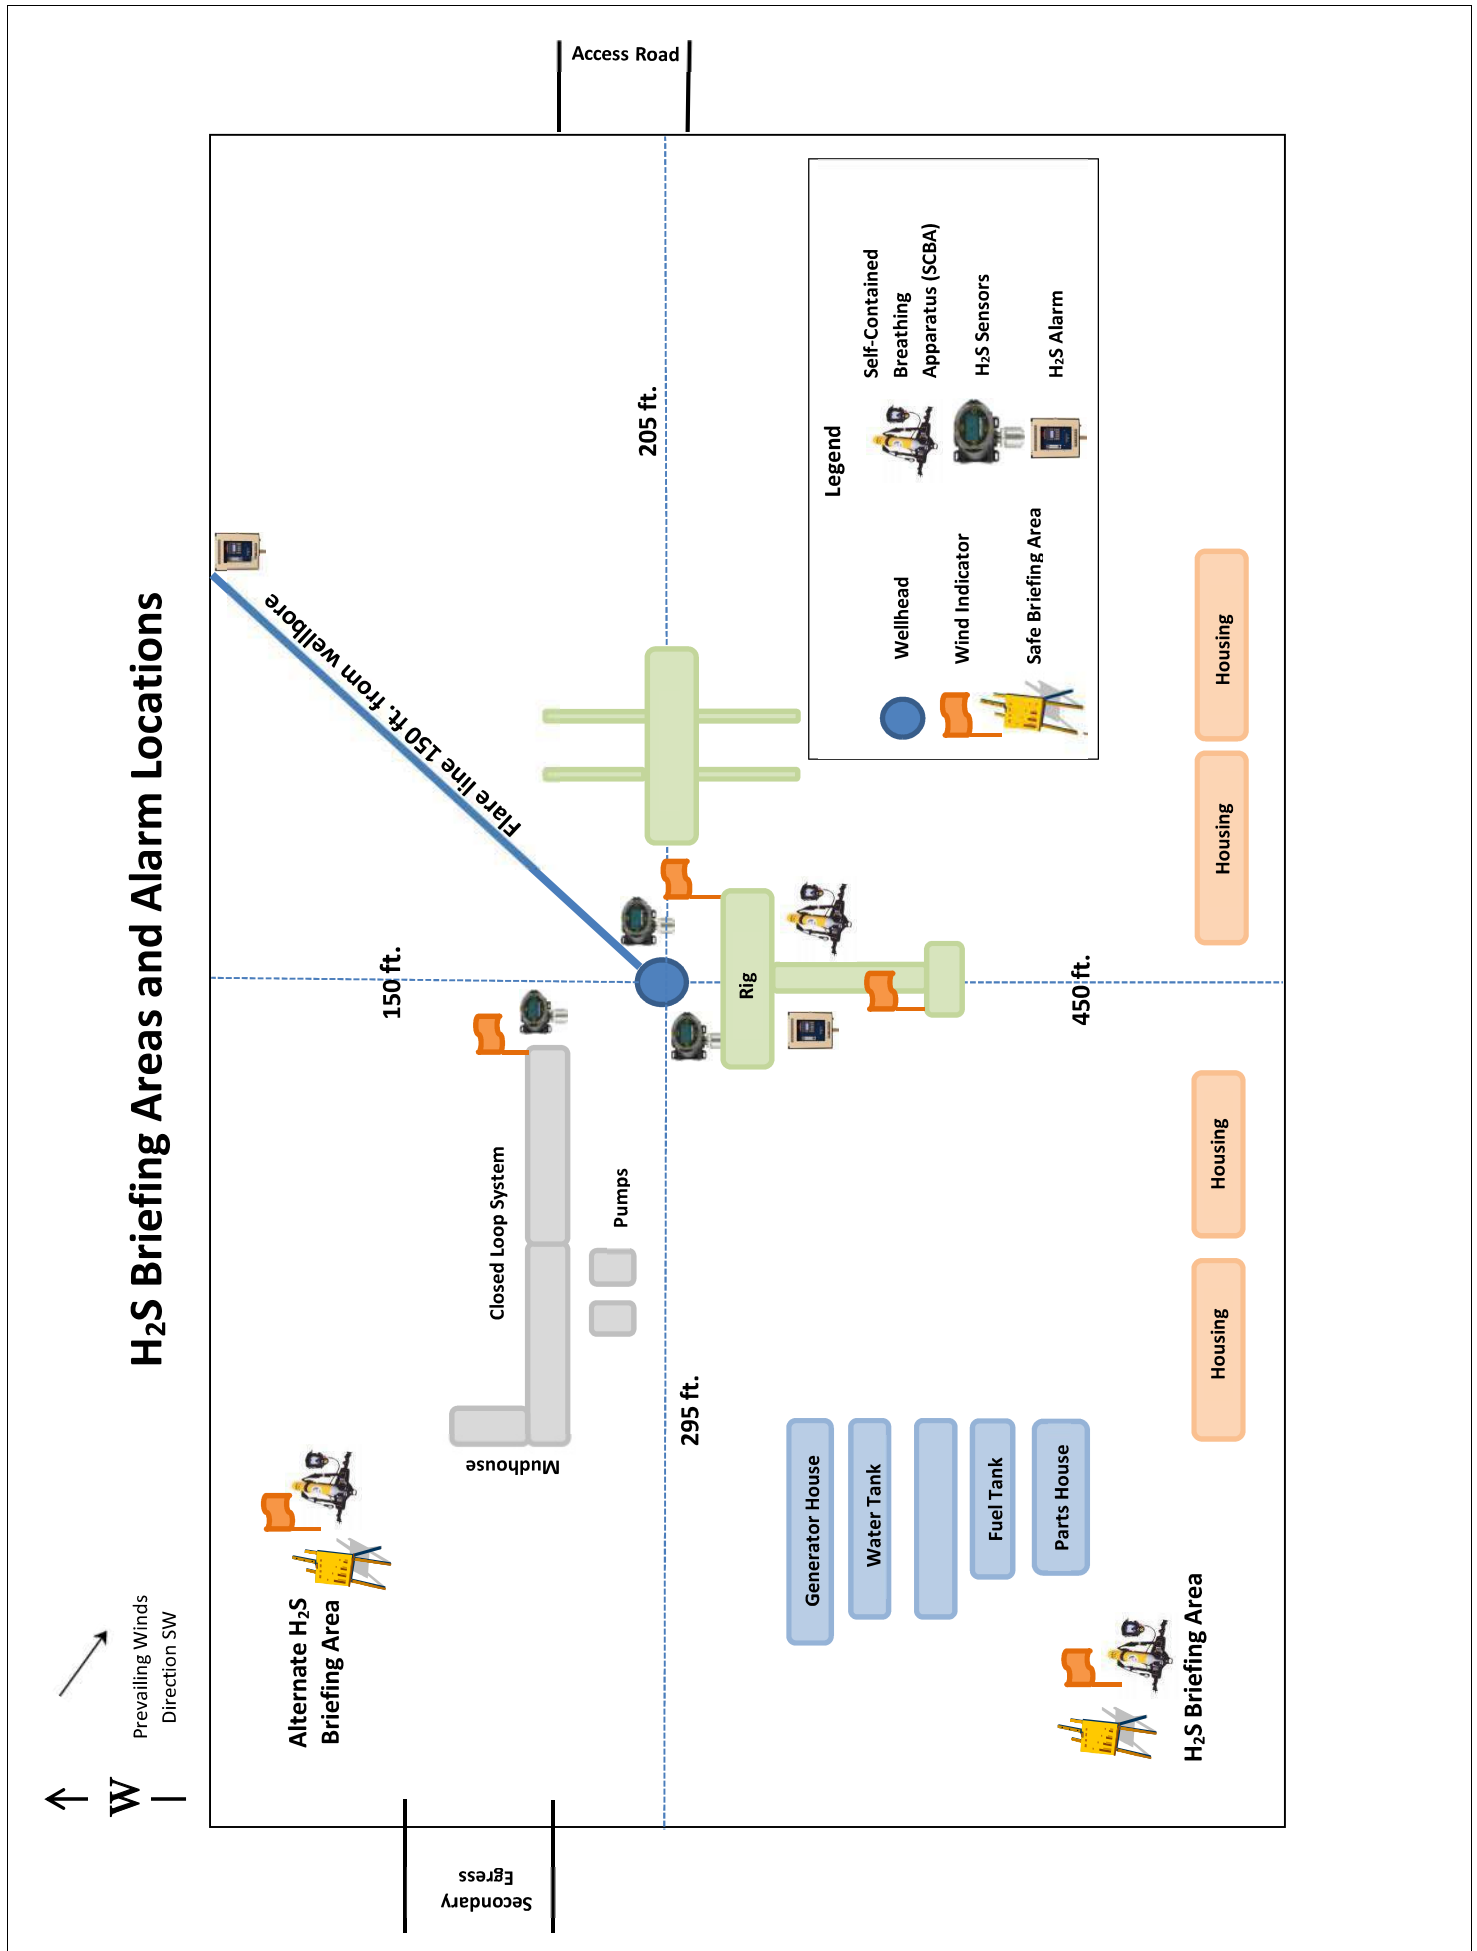 H₂S Briefing Areas and Alarm Locations
W
Prevailing Winds
Direction SW
Secondary
Egress
Access Road
Alternate H₂S
Briefing Area
Mudhouse
Closed Loop System
Pumps
150 ft.
Flare line 150 ft. from wellbore
295 ft.
205 ft.
Rig
450 ft.
Generator House
Water Tank
Fuel Tank
Parts House
H₂S Briefing Area
Housing
Housing
Housing
Housing
Legend
Wellhead
Wind Indicator
Safe Briefing Area
Self-Contained
Breathing
Apparatus (SCBA)
H₂S Sensors
H₂S Alarm